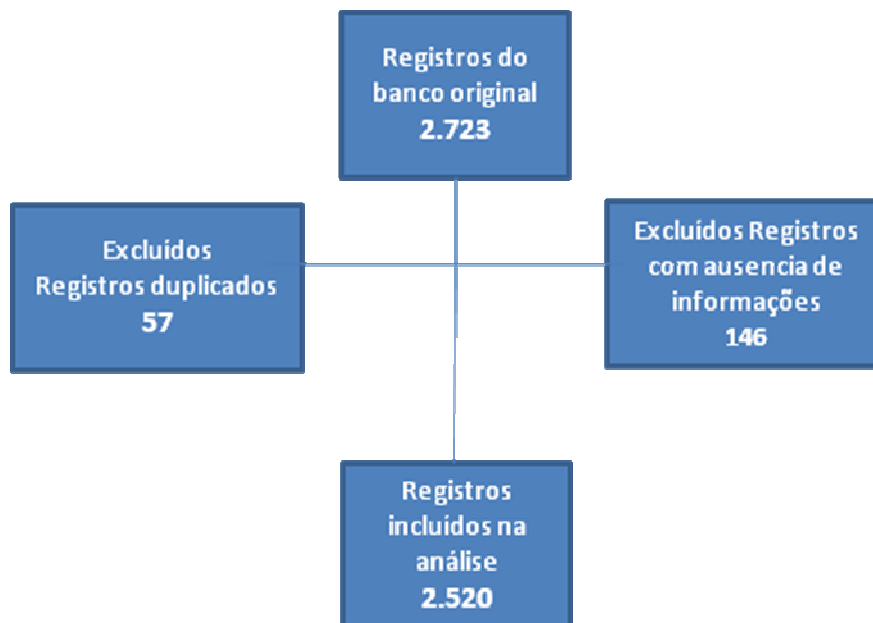 Registros do
banco original
2.723
Excluídos
Registros duplicados
57
Excluídos Registros
com ausencia de
informações
146
Registros
incluídos na
análise
2.520